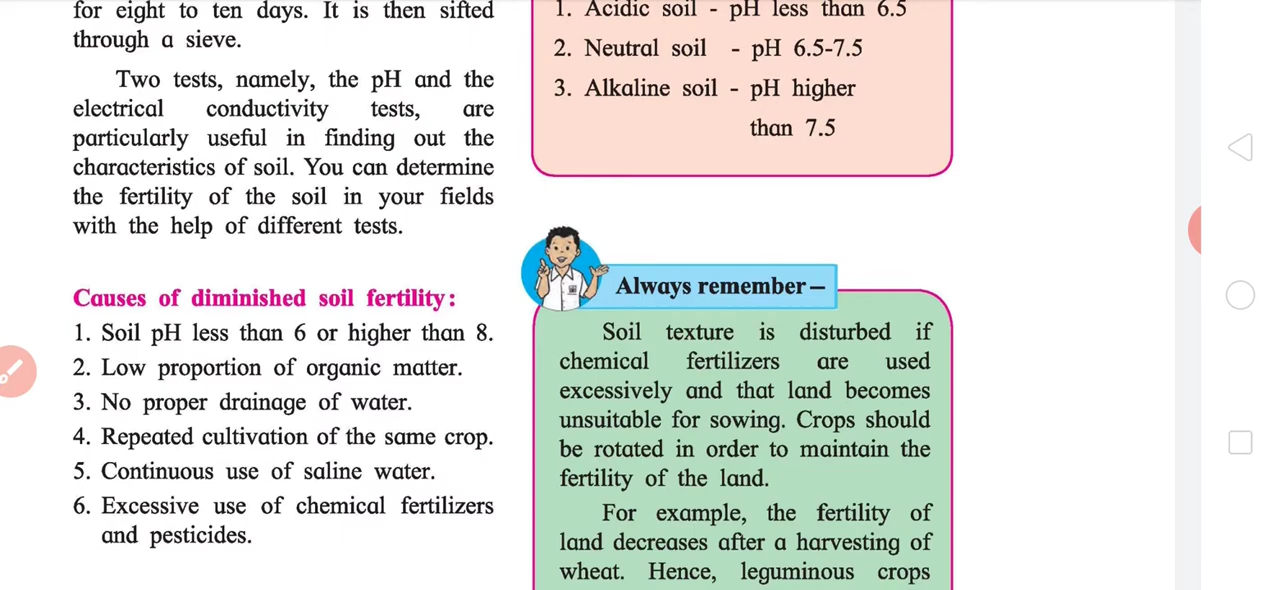 for eight to ten days. It is then sifted
through a sieve.
Two tests, namely, the pH and the
electrical conductivity tests, are
particularly useful in finding out the
characteristics of soil. You can determine
the fertility of the soil in your fields
with the help of different tests.
Causes of diminished soil fertility:
1. Soil pH less than 6 or higher than 8.
2. Low proportion of organic matter.
3. No proper drainage of water.
4. Repeated cultivation of the same crop.
5. Continuous use of saline water.
6. Excessive use of chemical fertilizers
and pesticides.
1. Acidic soil - pH less than 6.5
2. Neutral soil - pH 6.5-7.5
3. Alkaline soil - pH higher
than 7.5
Always remember –
Soil texture is disturbed if
chemical fertilizers are used
excessively and that land becomes
unsuitable for sowing. Crops should
be rotated in order to maintain the
fertility of the land.
For example, the fertility of
land decreases after a harvesting of
wheat. Hence, leguminous crops